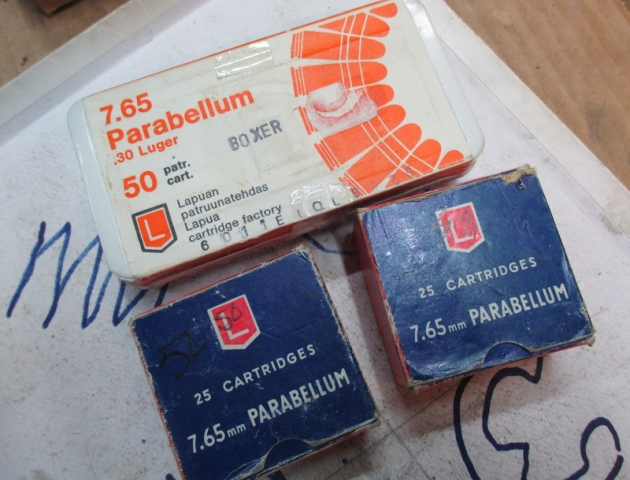 7.65
Parabellum
.30 Luger
BOXER
50 patr.
cart.
L
Lapuan
patruunatehdas
Lapua
cartridge factory
L
25 CARTRIDGES
7.65mm PARABELLUM
L
25 CARTRIDGES
7.65mm PARABELLUM